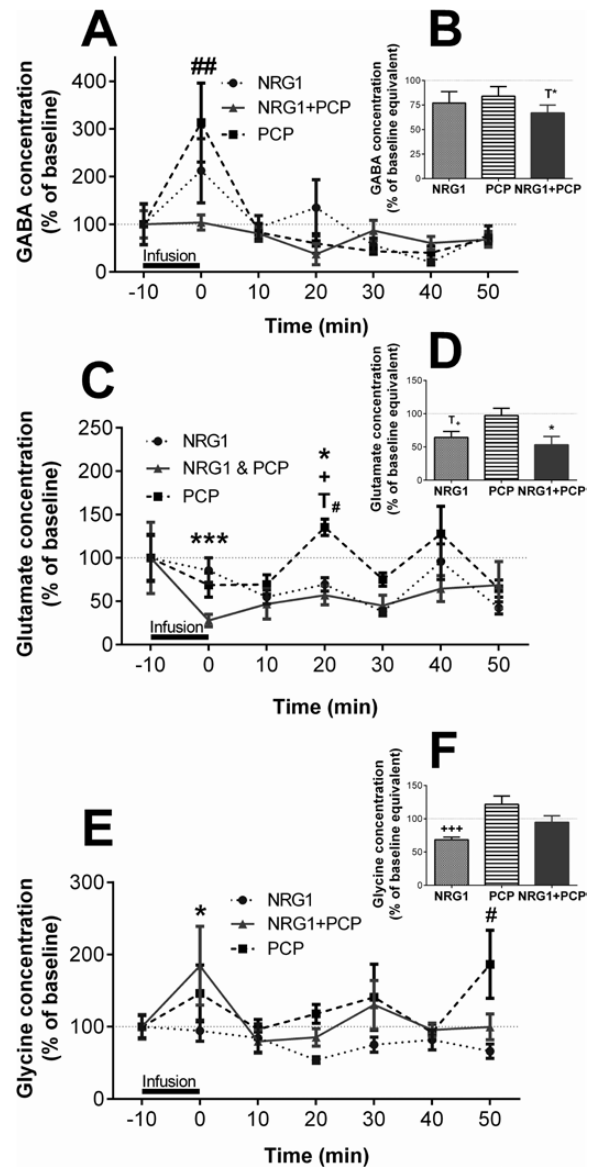 A
##
NRG1
NRG1+PCP
PCP
GABA concentration
(% of baseline)
400
300
200
100
0
Infusion
-10 0 10 20 30 40 50
Time (min)
B
GABA concentration
(% of baseline equivalent)
100
75
50
25
0
T*
NRG1 PCP NRG1+PCP
C
NRG1
NRG1 & PCP
PCP
Glutamate concentration
(% of baseline)
250
200
150
100
50
0
***
*
+
T#
Infusion
-10 0 10 20 30 40 50
Time (min)
D
Glutamate concentration
(% of baseline equivalent)
150
100
50
0
T+
*
NRG1 PCP NRG1+PCP
E
*
NRG1
NRG1+PCP
PCP
#
Glycine concentration
(% of baseline)
300
200
100
0
Infusion
-10 0 10 20 30 40 50
Time (min)
F
Glycine concentration
(% of baseline equivalent)
150
100
50
0
+++
NRG1 PCP NRG1+PCP